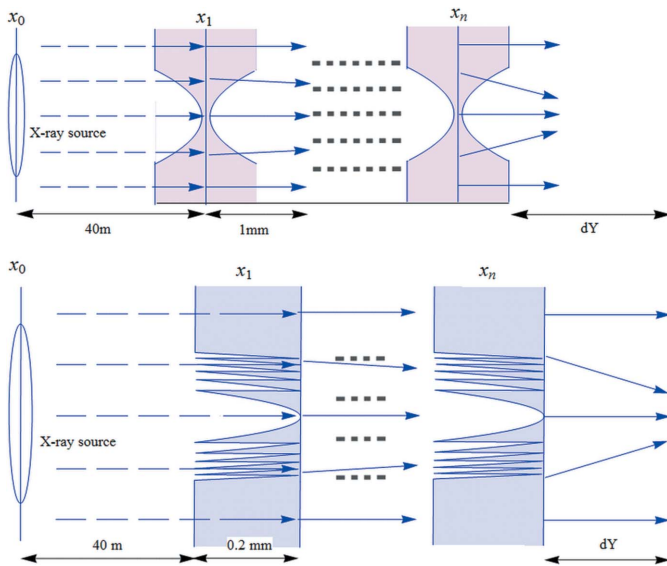 x₀ x₁ xₙ
X-ray source
40m 1mm dY
x₀ x₁ xₙ
X-ray source
40 m 0.2 mm dY